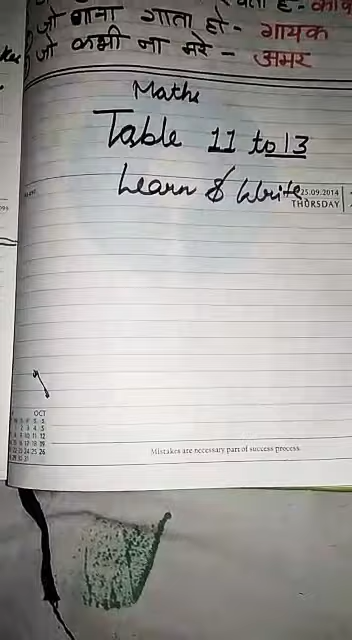 जो गाना गाता हो - गायक
जो कभी ना मरे - अमर
Maths
Table 11 to 13
Learn & Write
25.09.2014
THURSDAY
OCT
Mistakes are necessary part of success process.